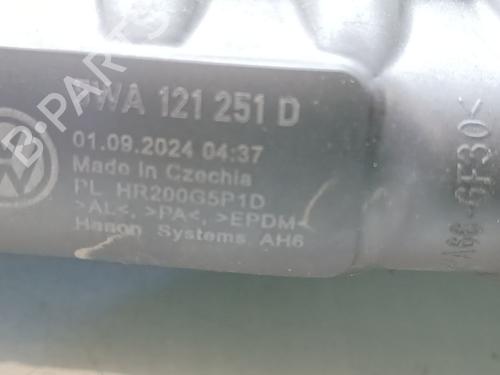 5WA 121 251 D
01.09.2024 04:37
Made in Czechia
PL HR200G5P1D
>AL<, >PA<, >EPDM<
Hanon Systems AH6
B-PARTS